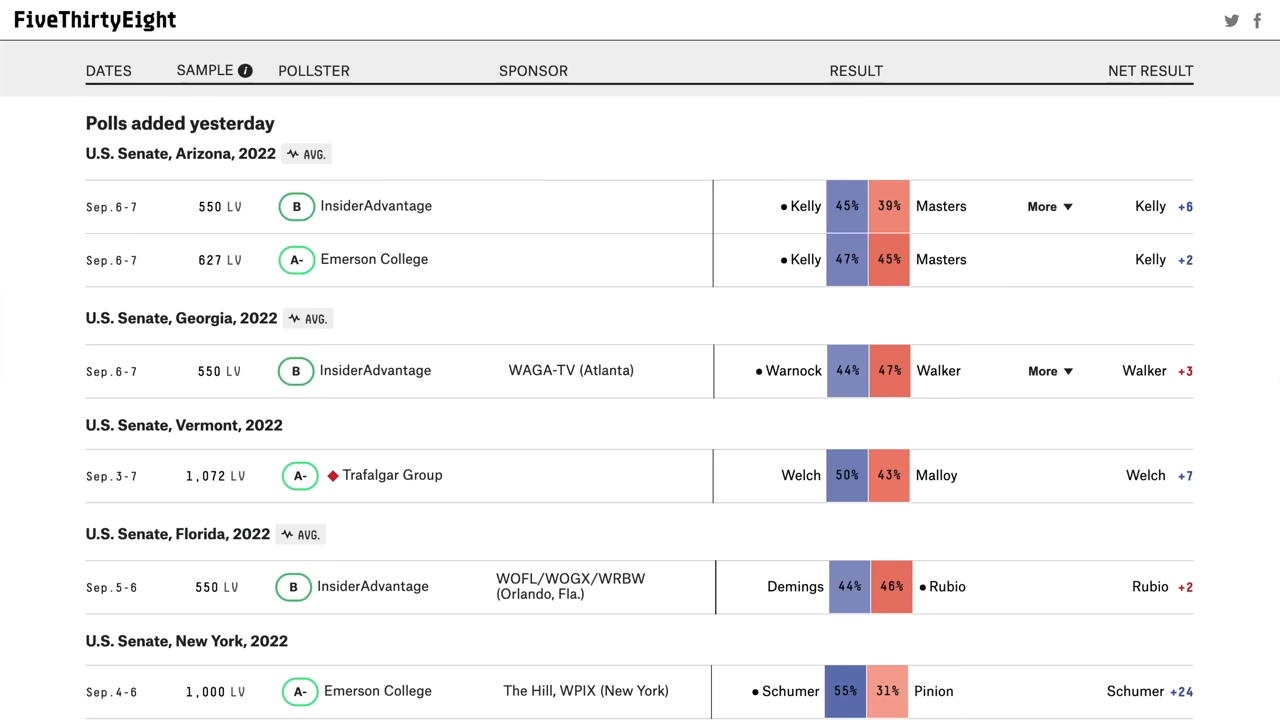 FiveThirtyEight
DATES SAMPLE i POLLSTER SPONSOR RESULT NET RESULT
Polls added yesterday
U.S. Senate, Arizona, 2022 AVG.
Sep.6-7 550 LV B InsiderAdvantage Kelly 45% 39% Masters More Kelly +6
Sep.6-7 627 LV A- Emerson College Kelly 47% 45% Masters Kelly +2
U.S. Senate, Georgia, 2022 AVG.
Sep.6-7 550 LV B InsiderAdvantage WAGA-TV (Atlanta) Warnock 44% 47% Walker More Walker +3
U.S. Senate, Vermont, 2022
Sep.3-7 1,072 LV A- Trafalgar Group Welch 50% 43% Malloy Welch +7
U.S. Senate, Florida, 2022 AVG.
Sep.5-6 550 LV B InsiderAdvantage WOFL/WOGX/WRBW
(Orlando, Fla.) Demings 44% 46% Rubio Rubio +2
U.S. Senate, New York, 2022
Sep.4-6 1,000 LV A- Emerson College The Hill, WPIX (New York) Schumer 55% 31% Pinion Schumer +24